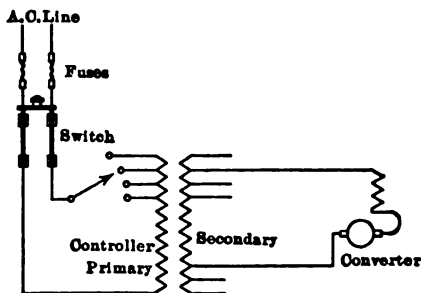 A.C.Line
Fuses
Switch
Controller
Primary
Secondary
Converter